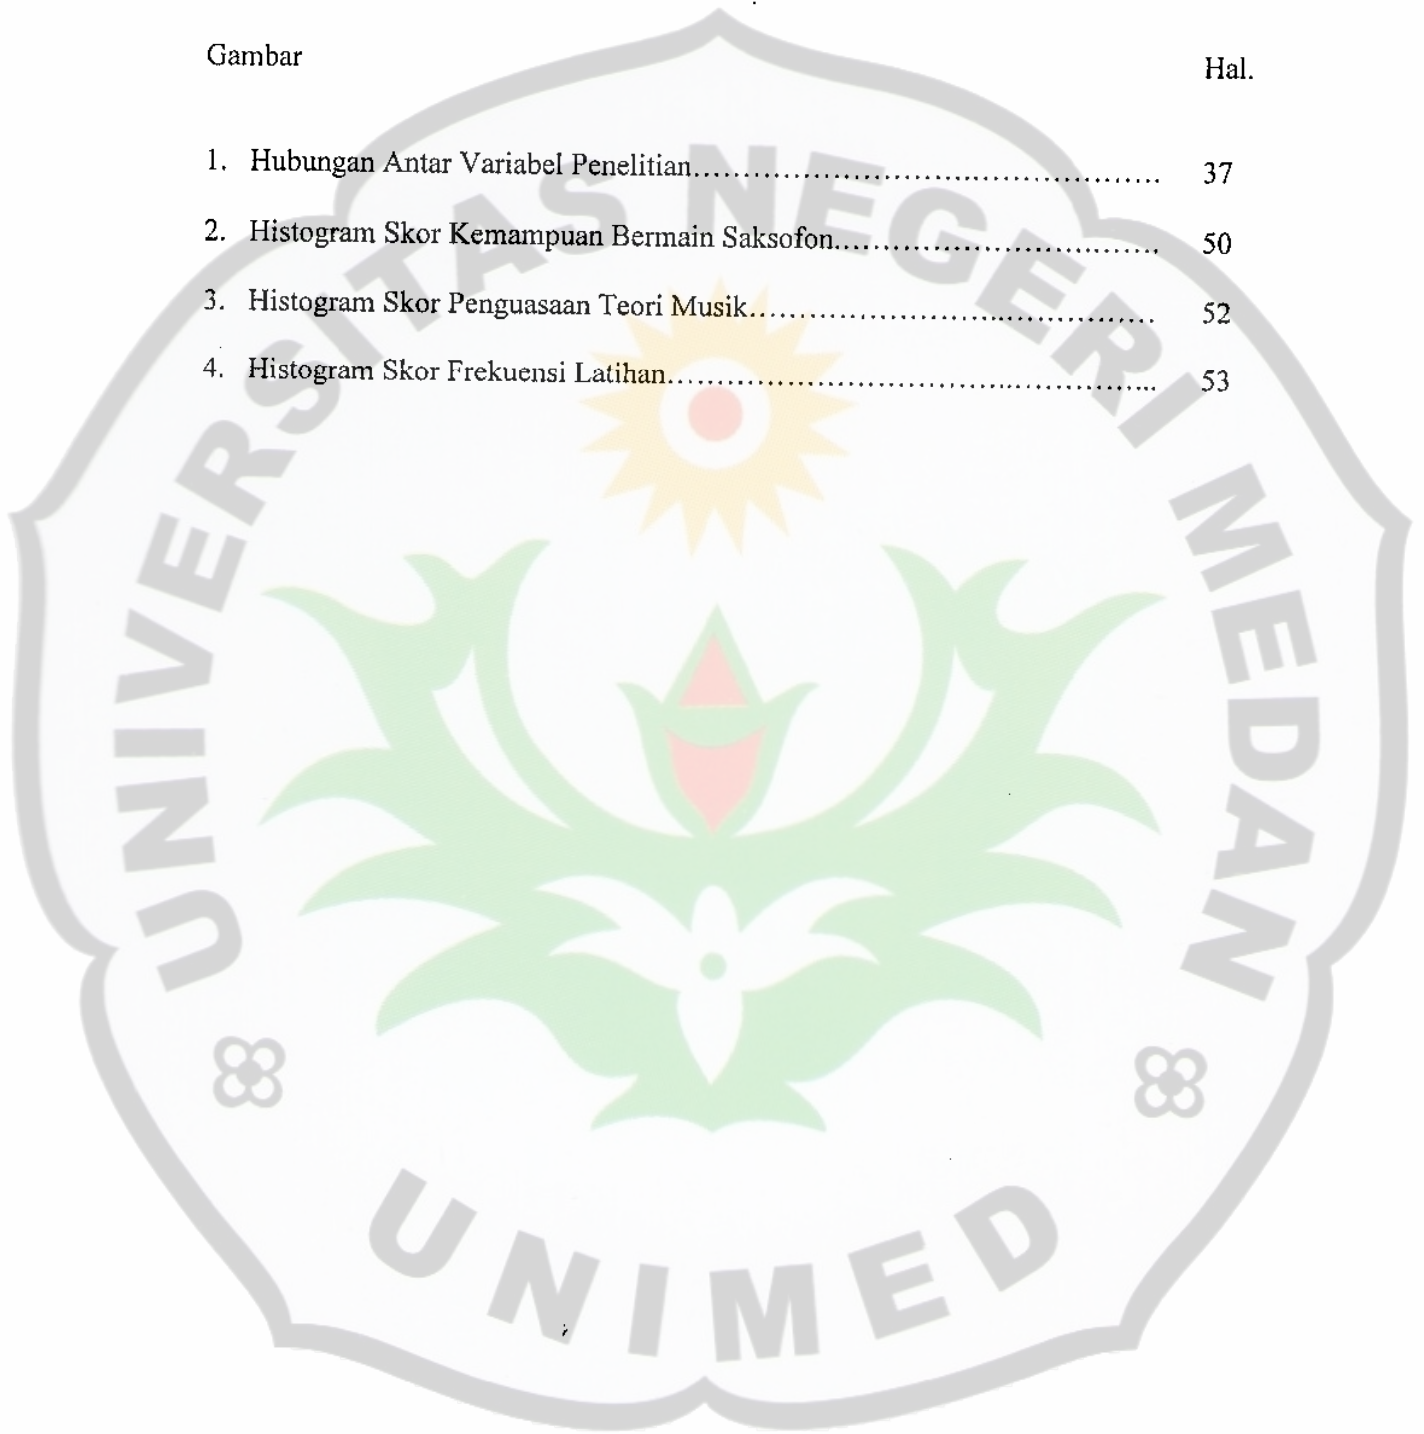 Gambar Hal.
1. Hubungan Antar Variabel Penelitian........................................................ 37
2. Histogram Skor Kemampuan Bermain Saksofon....................................... 50
3. Histogram Skor Penguasaan Teori Musik................................................. 52
4. Histogram Skor Frekuensi Latihan........................................................... 53
UNIVERSITAS NEGERI MEDAN
UNIMED